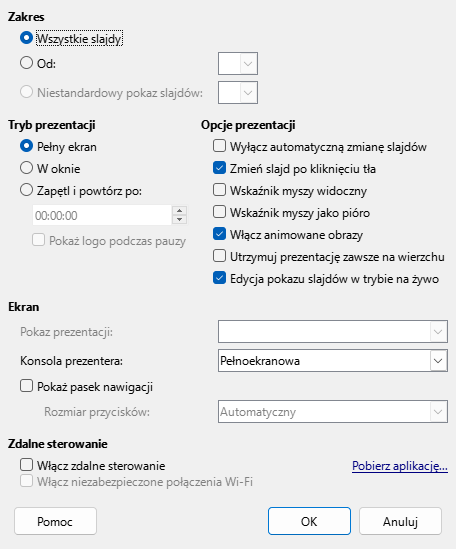 Zakres
Wszystkie slajdy
Od:
Niestandardowy pokaz slajdów:
Tryb prezentacji
Pełny ekran
W oknie
Zapętl i powtórz po:
00:00:00
Pokaż logo podczas pauzy
Opcje prezentacji
Wyłącz automatyczną zmianę slajdów
Zmień slajd po kliknięciu tła
Wskaźnik myszy widoczny
Wskaźnik myszy jako pióro
Włącz animowane obrazy
Utrzymuj prezentację zawsze na wierzchu
Edycja pokazu slajdów w trybie na żywo
Ekran
Pokaz prezentacji:
Konsola prezentera: Pełnoekranowa
Pokaż pasek nawigacji
Rozmiar przycisków: Automatyczny
Zdalne sterowanie
Włącz zdalne sterowanie Pobierz aplikację...
Włącz niezabezpieczone połączenia Wi-Fi
Pomoc OK Anuluj